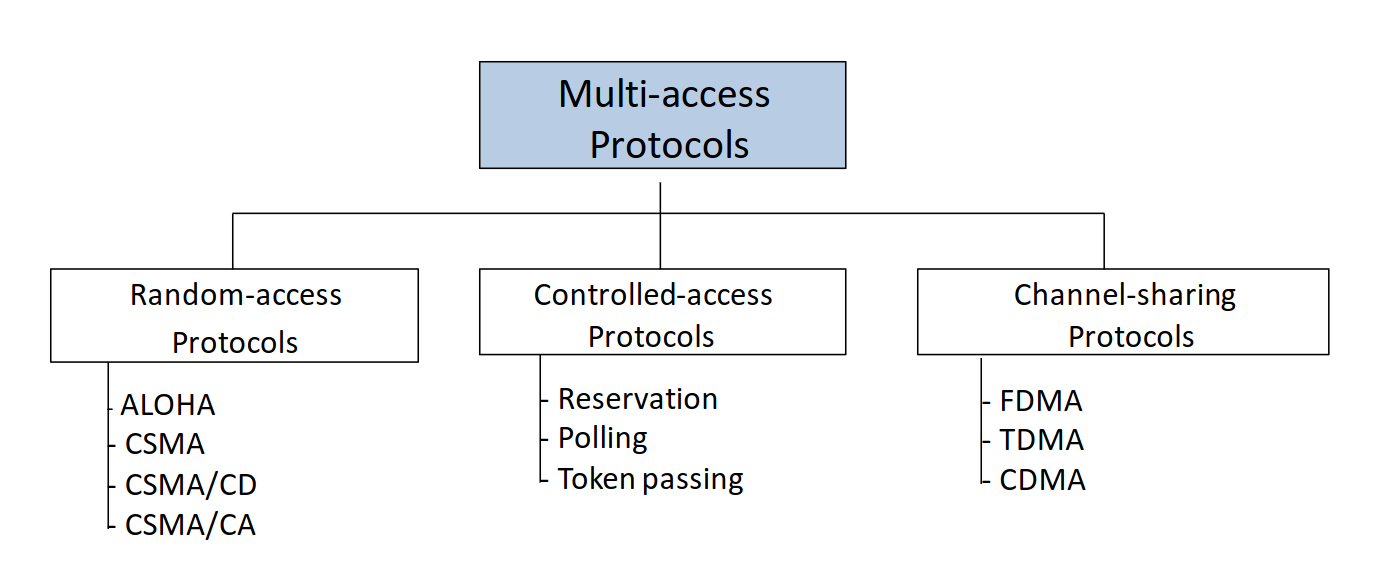 Multi-access
Protocols
Random-access
Protocols
- ALOHA
- CSMA
- CSMA/CD
- CSMA/CA
Controlled-access
Protocols
- Reservation
- Polling
- Token passing
Channel-sharing
Protocols
- FDMA
- TDMA
- CDMA